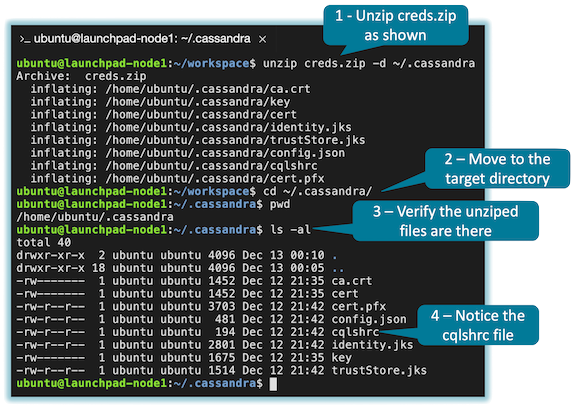 1 - Unzip creds.zip
as shown
>_ ubuntu@launchpad-node1: ~/.cassandra ×
ubuntu@launchpad-node1:~/workspace$ unzip creds.zip -d ~/.cassandra
Archive:  creds.zip
  inflating: /home/ubuntu/.cassandra/ca.crt
  inflating: /home/ubuntu/.cassandra/key
  inflating: /home/ubuntu/.cassandra/cert
  inflating: /home/ubuntu/.cassandra/identity.jks
  inflating: /home/ubuntu/.cassandra/trustStore.jks
  inflating: /home/ubuntu/.cassandra/config.json
  inflating: /home/ubuntu/.cassandra/cqlshrc
  inflating: /home/ubuntu/.cassandra/cert.pfx
2 – Move to the
target directory
ubuntu@launchpad-node1:~/workspace$ cd ~/.cassandra/
ubuntu@launchpad-node1:~/.cassandra$ pwd
/home/ubuntu/.cassandra
3 – Verify the unziped
files are there
ubuntu@launchpad-node1:~/.cassandra$ ls -al
total 40
drwxr-xr-x  2 ubuntu ubuntu 4096 Dec 13 00:10 .
drwxr-xr-x 18 ubuntu ubuntu 4096 Dec 13 00:05 ..
-rw-------  1 ubuntu ubuntu 1452 Dec 12 21:35 ca.crt
-rw-------  1 ubuntu ubuntu 1452 Dec 12 21:35 cert
-rw-r--r--  1 ubuntu ubuntu 3703 Dec 12 21:42 cert.pfx
-rw-r--r--  1 ubuntu ubuntu  481 Dec 12 21:42 config.json
-rw-r--r--  1 ubuntu ubuntu  194 Dec 12 21:42 cqlshrc
-rw-r--r--  1 ubuntu ubuntu 2801 Dec 12 21:42 identity.jks
-rw-------  1 ubuntu ubuntu 1675 Dec 12 21:35 key
-rw-r--r--  1 ubuntu ubuntu 1514 Dec 12 21:42 trustStore.jks
4 – Notice the
cqlshrc file
ubuntu@launchpad-node1:~/.cassandra$